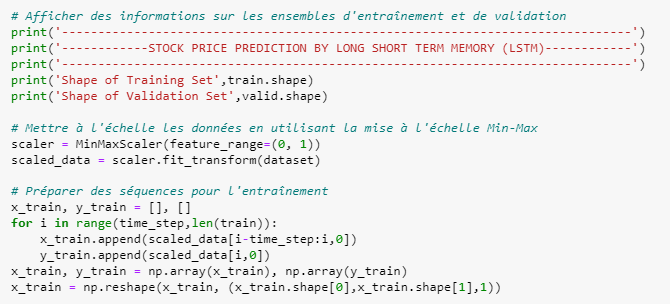 # Afficher des informations sur les ensembles d'entraînement et de validation
print('------------------------------------------------------------------------------')
print('------------STOCK PRICE PREDICTION BY LONG SHORT TERM MEMORY (LSTM)------------')
print('------------------------------------------------------------------------------')
print('Shape of Training Set',train.shape)
print('Shape of Validation Set',valid.shape)
# Mettre à l'échelle les données en utilisant la mise à l'échelle Min-Max
scaler = MinMaxScaler(feature_range=(0, 1))
scaled_data = scaler.fit_transform(dataset)
# Préparer des séquences pour l'entraînement
x_train, y_train = [], []
for i in range(time_step,len(train)):
    x_train.append(scaled_data[i-time_step:i,0])
    y_train.append(scaled_data[i,0])
x_train, y_train = np.array(x_train), np.array(y_train)
x_train = np.reshape(x_train, (x_train.shape[0],x_train.shape[1],1))